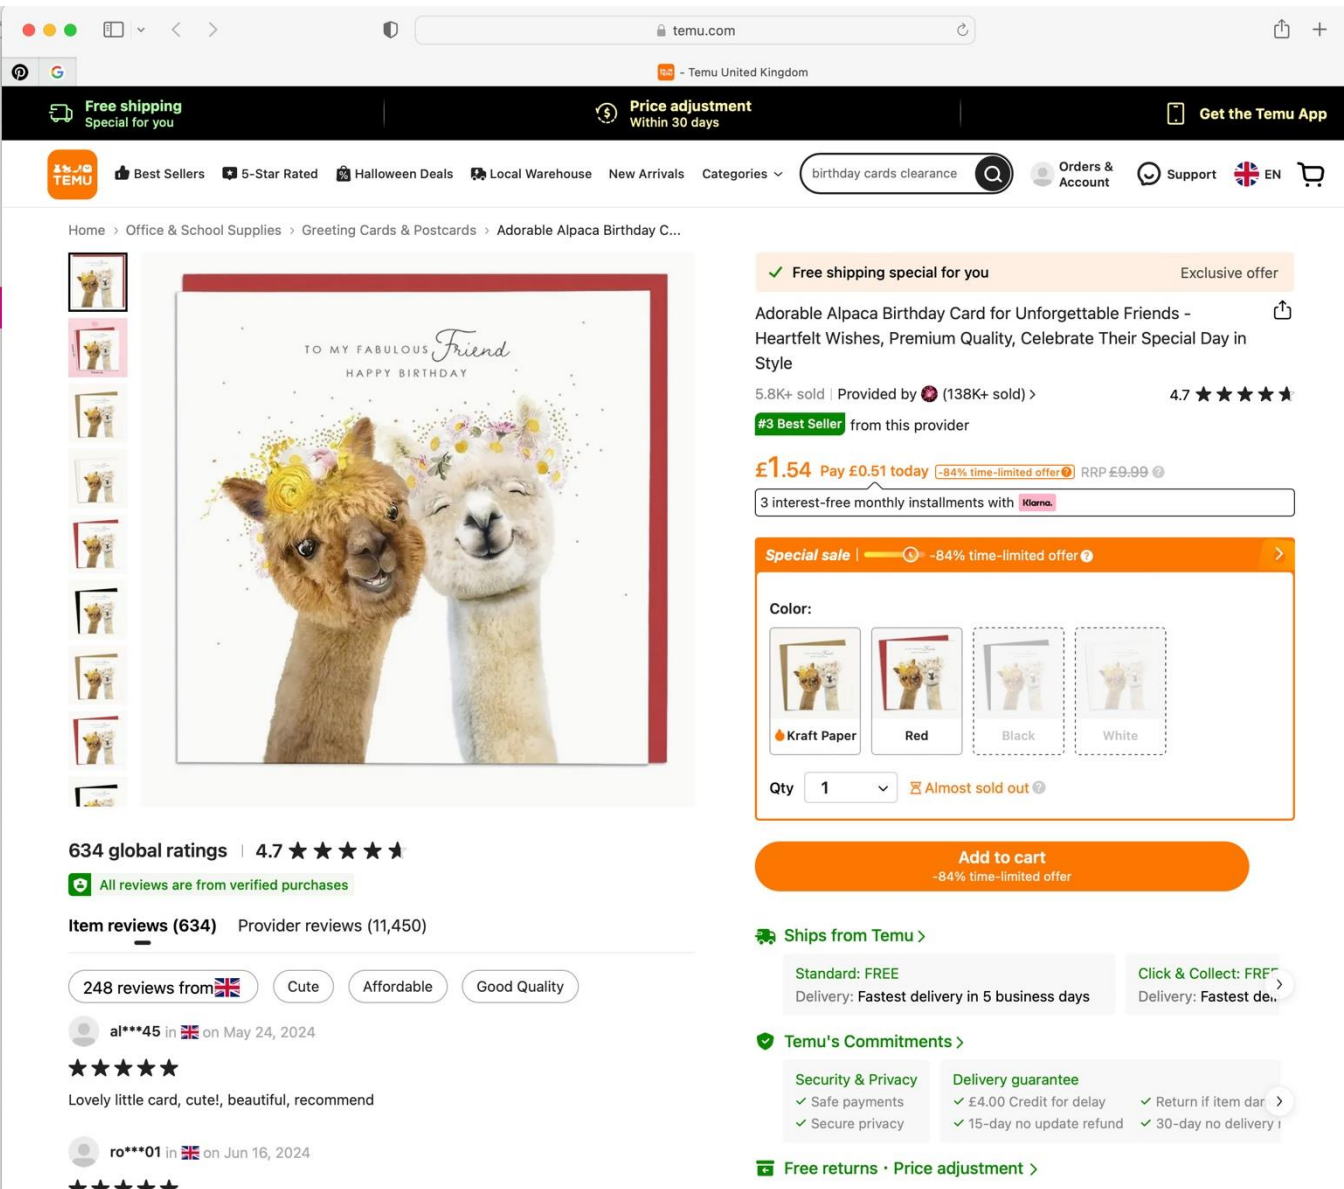 temu.com
- Temu United Kingdom
Free shipping
Special for you
Price adjustment
Within 30 days
Get the Temu App
TEMU
Best Sellers
5-Star Rated
Halloween Deals
Local Warehouse
New Arrivals
Categories
birthday cards clearance
Orders &
Account
Support
EN
Home › Office & School Supplies › Greeting Cards & Postcards › Adorable Alpaca Birthday C...
TO MY FABULOUS Friend
HAPPY BIRTHDAY
Free shipping special for you
Exclusive offer
Adorable Alpaca Birthday Card for Unforgettable Friends -
Heartfelt Wishes, Premium Quality, Celebrate Their Special Day in
Style
5.8K+ sold | Provided by (138K+ sold) >
4.7
#3 Best Seller from this provider
£1.54 Pay £0.51 today -84% time-limited offer RRP £9.99
3 interest-free monthly installments with Klarna.
Special sale | -84% time-limited offer
Color:
Kraft Paper
Red
Black
White
Qty 1 Almost sold out
Add to cart
-84% time-limited offer
634 global ratings | 4.7
All reviews are from verified purchases
Item reviews (634)
Provider reviews (11,450)
248 reviews from
Cute
Affordable
Good Quality
al***45 in on May 24, 2024
Lovely little card, cute!, beautiful, recommend
ro***01 in on Jun 16, 2024
Ships from Temu >
Standard: FREE
Delivery: Fastest delivery in 5 business days
Click & Collect: FREE
Delivery: Fastest
Temu's Commitments >
Security & Privacy
Safe payments
Secure privacy
Delivery guarantee
£4.00 Credit for delay
15-day no update refund
Return if item
30-day no delivery
Free returns · Price adjustment >